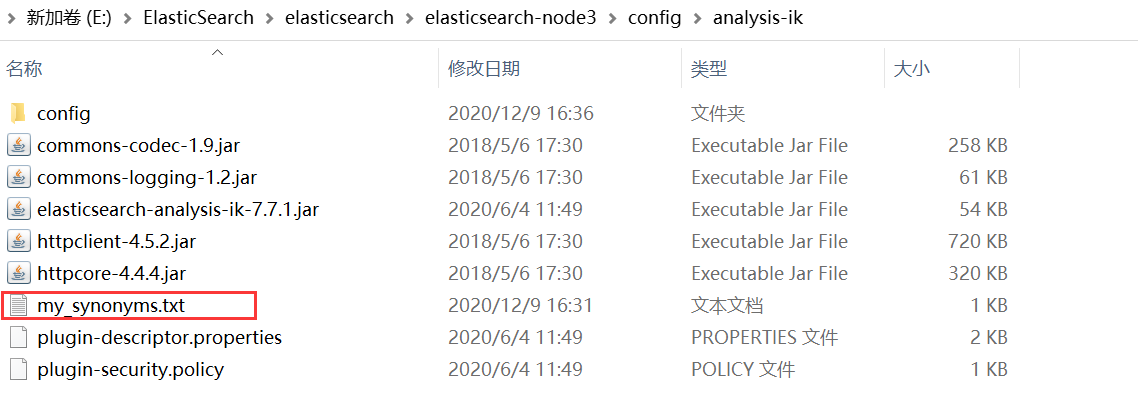 新加卷 (E:) > ElasticSearch > elasticsearch > elasticsearch-node3 > config > analysis-ik
名称 修改日期 类型 大小
config 2020/12/9 16:36 文件夹
commons-codec-1.9.jar 2018/5/6 17:30 Executable Jar File 258 KB
commons-logging-1.2.jar 2018/5/6 17:30 Executable Jar File 61 KB
elasticsearch-analysis-ik-7.7.1.jar 2020/6/4 11:49 Executable Jar File 54 KB
httpclient-4.5.2.jar 2018/5/6 17:30 Executable Jar File 720 KB
httpcore-4.4.4.jar 2018/5/6 17:30 Executable Jar File 320 KB
my_synonyms.txt 2020/12/9 16:31 文本文档 1 KB
plugin-descriptor.properties 2020/6/4 11:49 PROPERTIES 文件 2 KB
plugin-security.policy 2020/6/4 11:49 POLICY 文件 1 KB